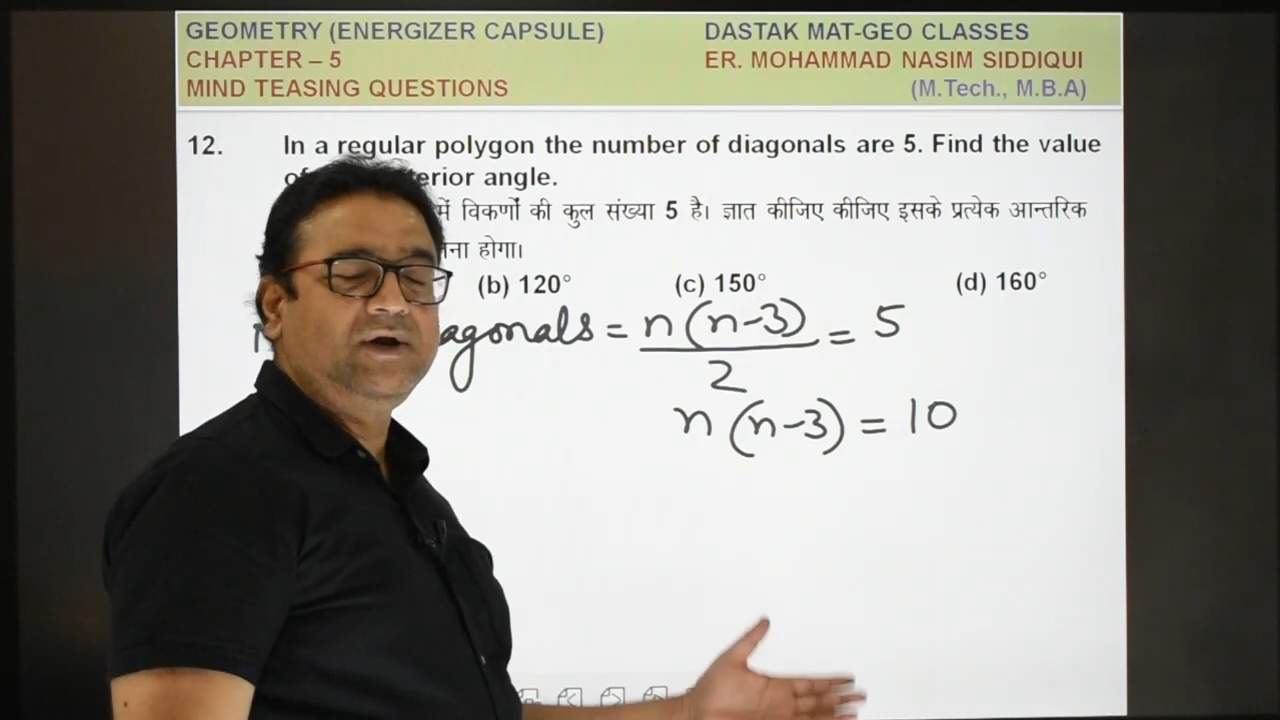 GEOMETRY (ENERGIZER CAPSULE) DASTAK MAT-GEO CLASSES
CHAPTER – 5 ER. MOHAMMAD NASIM SIDDIQUI
MIND TEASING QUESTIONS (M.Tech., M.B.A)
12. In a regular polygon the number of diagonals are 5. Find the value
angle.
में विकर्णों की कुल संख्या 5 है। ज्ञात कीजिए कीजिए इसके प्रत्येक आन्तरिक
होगा।
(b) 120° (c) 150° (d) 160°
= n(n-3)/2 = 5
n(n-3) = 10